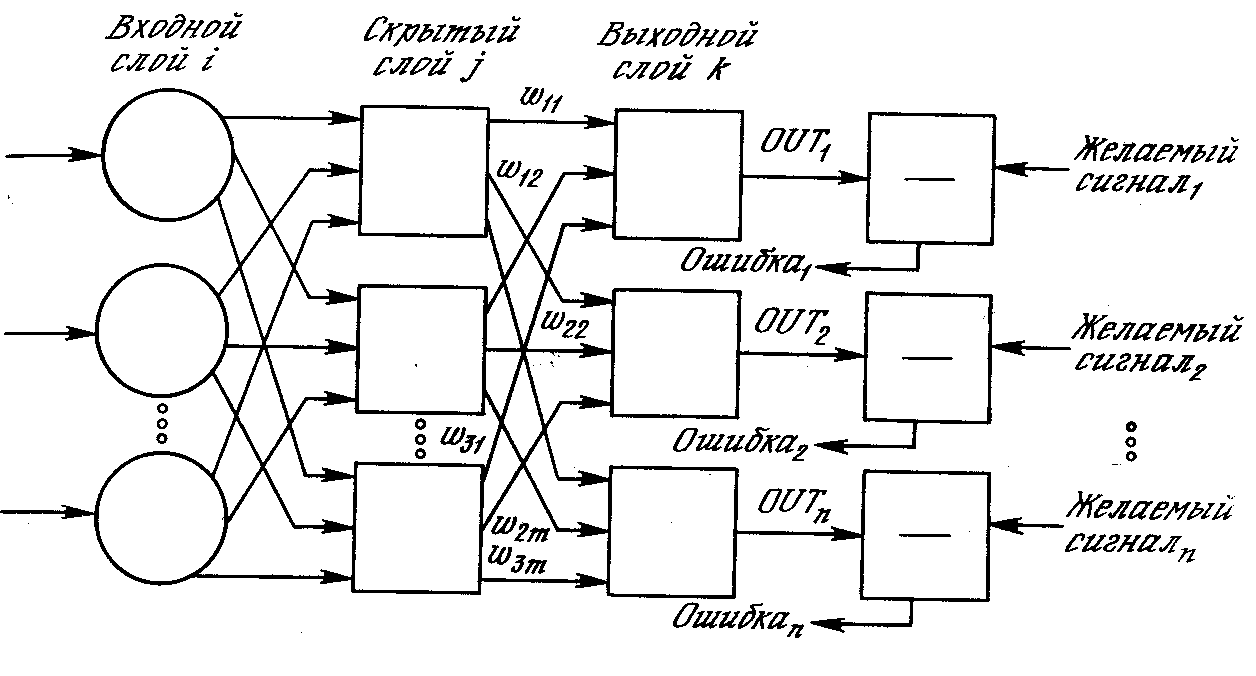 Входной
слой i
Скрытый
слой j
Выходной
слой k
w₁₁
OUT₁
Желаемый
сигнал₁
w₁₂
Ошибка₁
w₂₂
OUT₂
Желаемый
сигнал₂
w₃₁
Ошибка₂
OUTₙ
Желаемый
сигналₙ
w₂ₘ
w₃ₘ
Ошибкаₙ